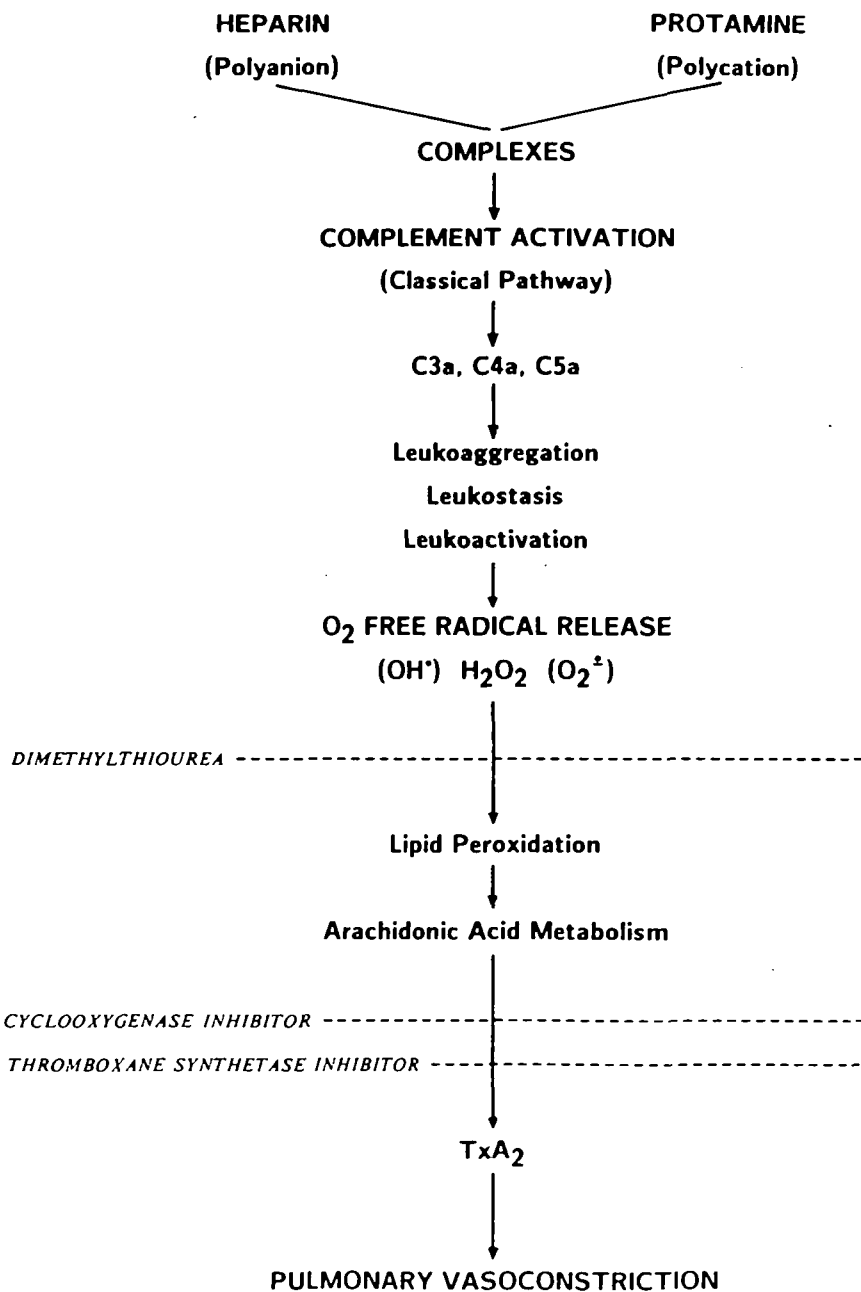 HEPARIN PROTAMINE
(Polyanion) (Polycation)
COMPLEXES
COMPLEMENT ACTIVATION
(Classical Pathway)
C3a, C4a, C5a
Leukoaggregation
Leukostasis
Leukoactivation
O₂ FREE RADICAL RELEASE
(OH•) H₂O₂ (O₂⨪)
DIMETHYLTHIOUREA
Lipid Peroxidation
Arachidonic Acid Metabolism
CYCLOOXYGENASE INHIBITOR
THROMBOXANE SYNTHETASE INHIBITOR
TxA₂
PULMONARY VASOCONSTRICTION